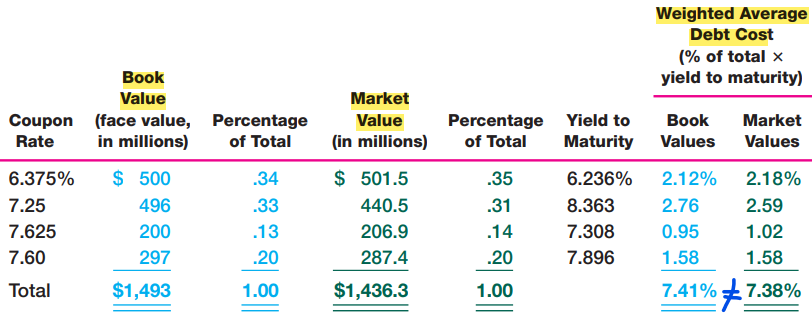 Weighted Average
Debt Cost
(% of total ×
yield to maturity)
Book
Value
(face value,
in millions)
Market
Value
(in millions)
Coupon
Rate
Percentage
of Total
Percentage
of Total
Yield to
Maturity
Book
Values
Market
Values
6.375% $ 500 .34 $ 501.5 .35 6.236% 2.12% 2.18%
7.25 496 .33 440.5 .31 8.363 2.76 2.59
7.625 200 .13 206.9 .14 7.308 0.95 1.02
7.60 297 .20 287.4 .20 7.896 1.58 1.58
Total $1,493 1.00 $1,436.3 1.00 7.41% ≠ 7.38%